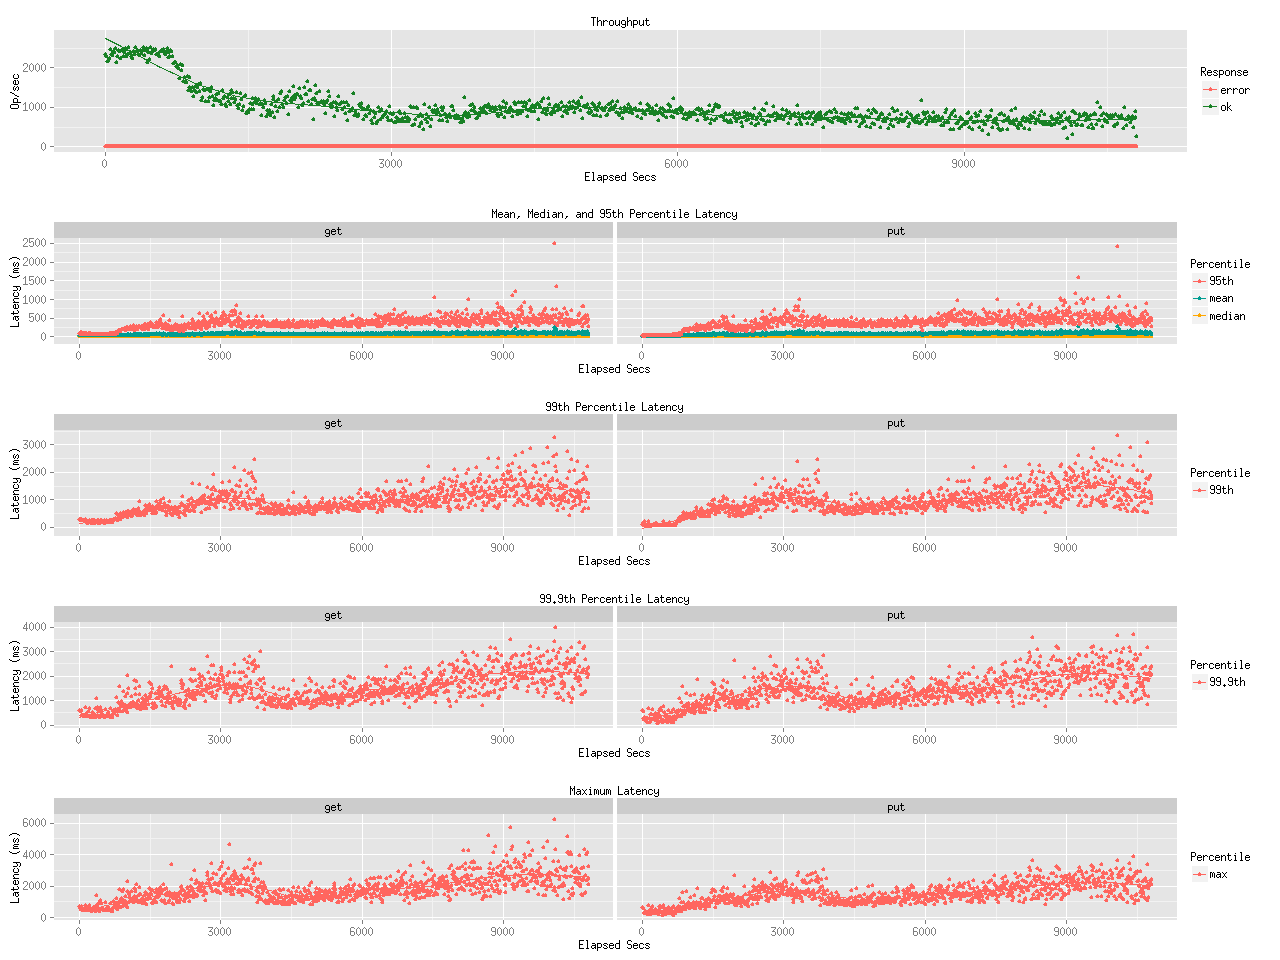 Throughput
Op/sec
2000
1000
0
0 3000 6000 9000
Elapsed Secs
Response
error
ok
Mean, Median, and 95th Percentile Latency
get put
Latency (ms)
2500
2000
1500
1000
500
0
0 3000 6000 9000 0 3000 6000 9000
Elapsed Secs
Percentile
95th
mean
median
99th Percentile Latency
get put
Latency (ms)
3000
2000
1000
0
0 3000 6000 9000 0 3000 6000 9000
Elapsed Secs
Percentile
99th
99.9th Percentile Latency
get put
Latency (ms)
4000
3000
2000
1000
0
0 3000 6000 9000 0 3000 6000 9000
Elapsed Secs
Percentile
99.9th
Maximum Latency
get put
Latency (ms)
6000
4000
2000
0
0 3000 6000 9000 0 3000 6000 9000
Elapsed Secs
Percentile
max